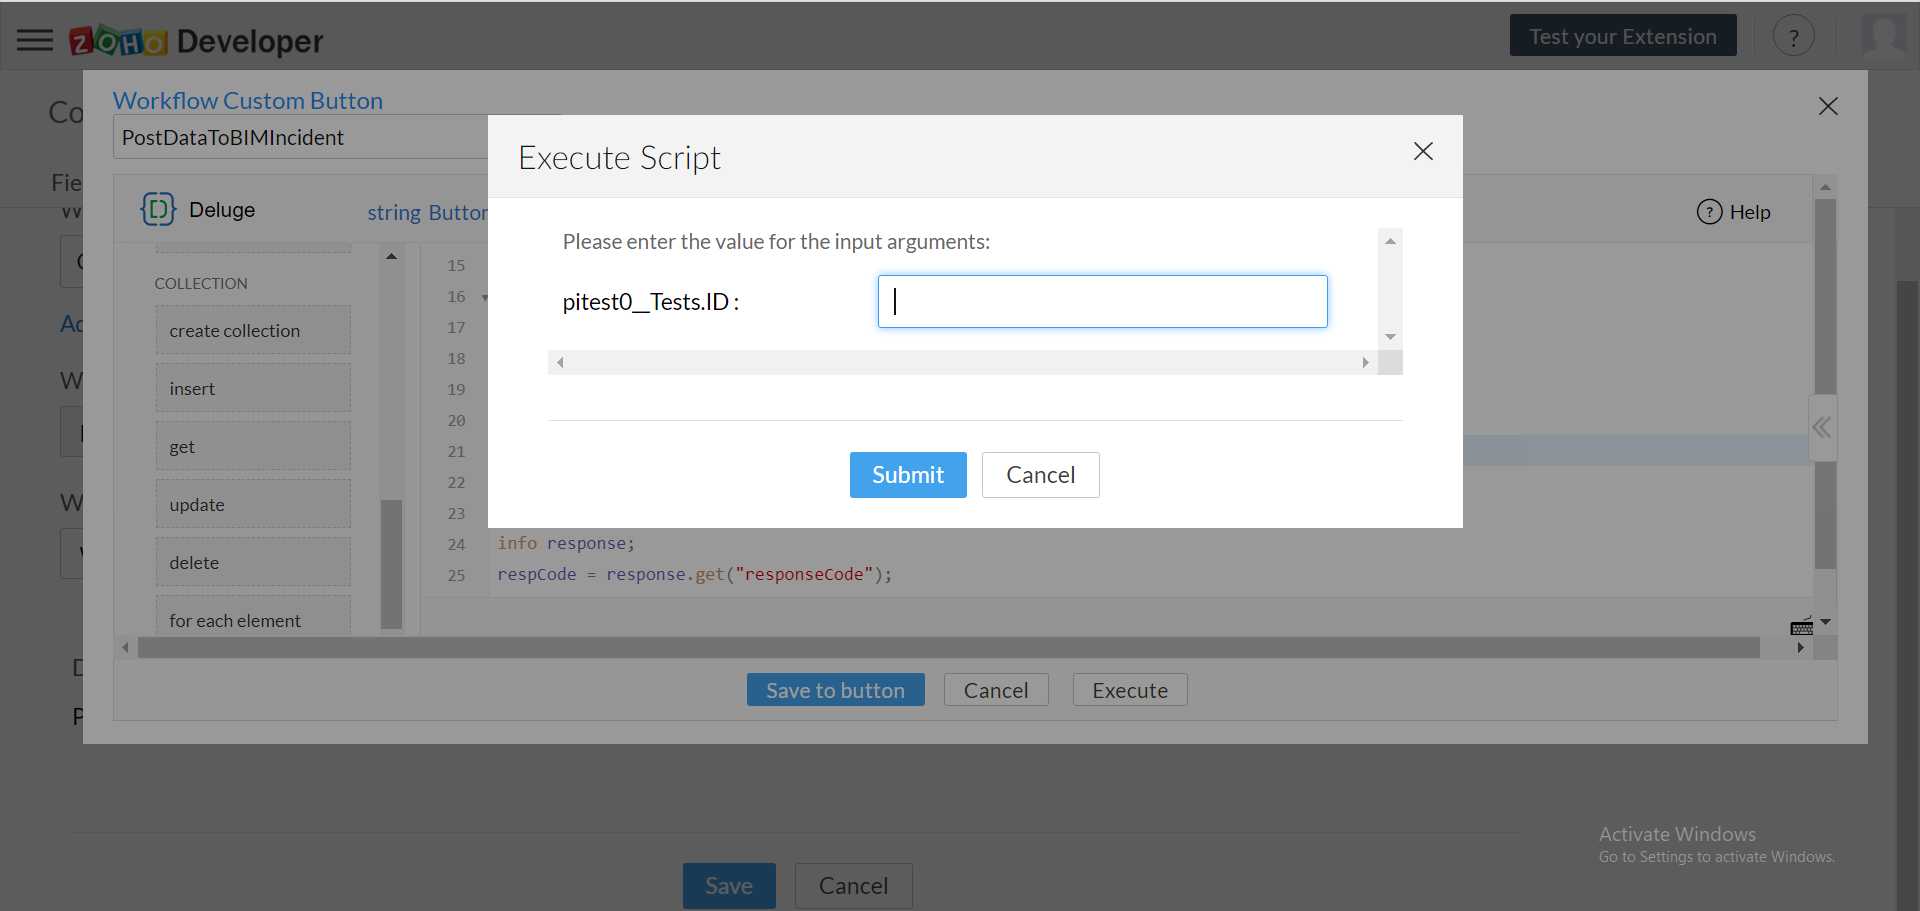 ZOHO Developer
Test your Extension
?
Co
Workflow Custom Button
PostDataToBIMIncident
Execute Script
Fie
Deluge
string Button
? Help
Please enter the value for the input arguments:
pitest0__Tests.ID :
COLLECTION
create collection
insert
get
update
delete
for each element
15
16
17
18
19
20
21
22
23
24 info response;
25 respCode = response.get("responseCode");
Ad
W
W
D
P
Submit
Cancel
Save to button
Cancel
Execute
Activate Windows
Go to Settings to activate Windows.
Save
Cancel